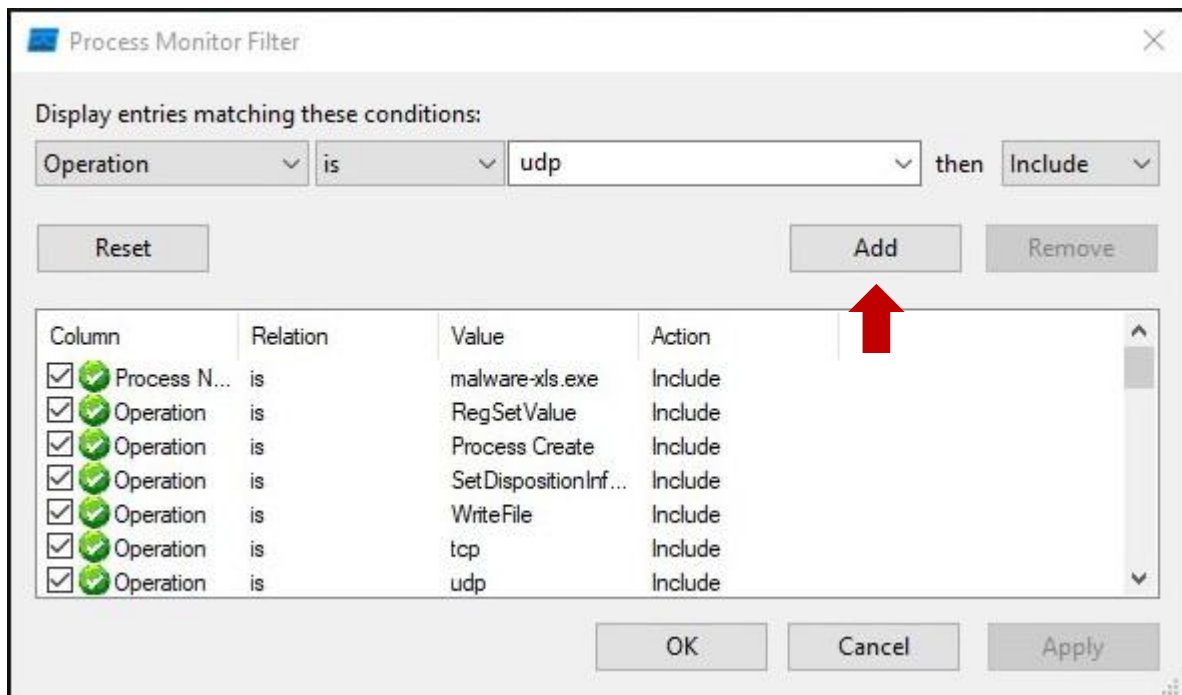 Process Monitor Filter
Display entries matching these conditions:
Operation is udp then Include
Reset Add Remove
Column Relation Value Action
Process N... is malware-xls.exe Include
Operation is RegSetValue Include
Operation is Process Create Include
Operation is SetDispositionInf... Include
Operation is WriteFile Include
Operation is tcp Include
Operation is udp Include
OK Cancel Apply